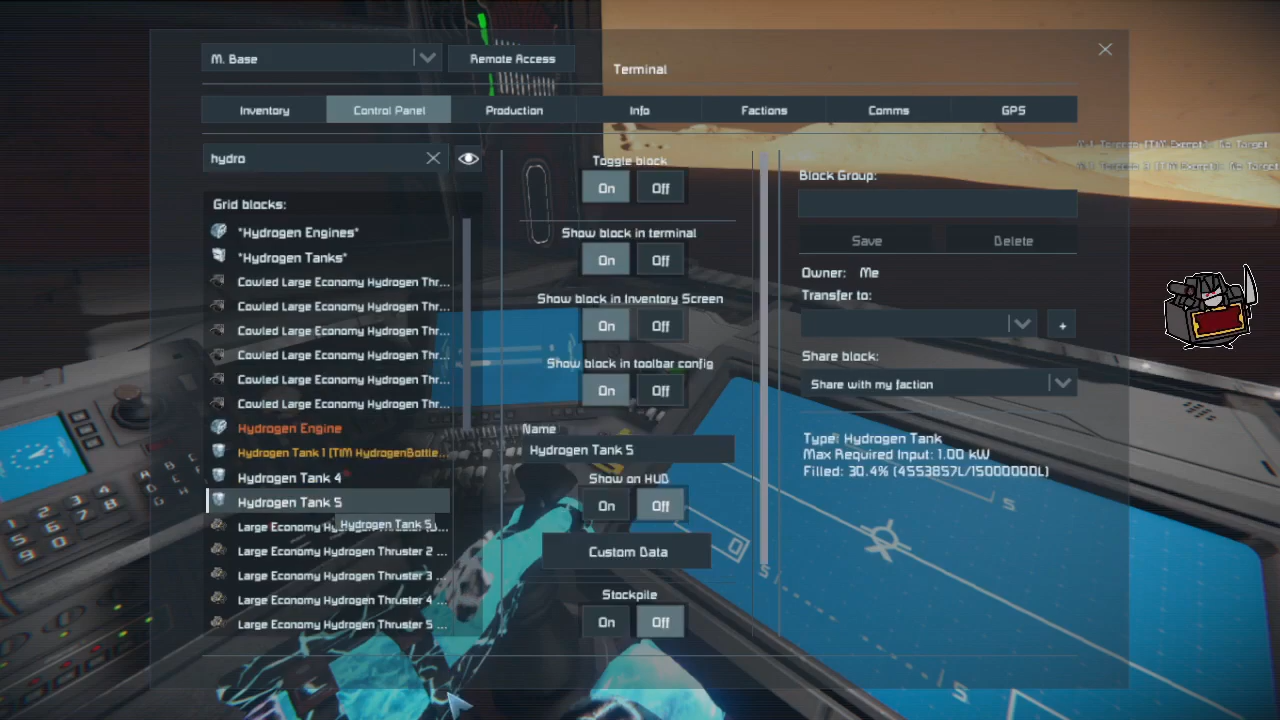 M. Base
Remote Access
Terminal
Inventory
Control Panel
Production
Info
Factions
Comms
GPS
hydro
Grid blocks:
*Hydrogen Engines*
*Hydrogen Tanks*
Cowled Large Economy Hydrogen Thr...
Cowled Large Economy Hydrogen Thr...
Cowled Large Economy Hydrogen Thr...
Cowled Large Economy Hydrogen Thr...
Cowled Large Economy Hydrogen Thr...
Cowled Large Economy Hydrogen Thr...
Hydrogen Engine
Hydrogen Tank 1 [TIM HydrogenBottle...
Hydrogen Tank 4
Hydrogen Tank 5
Hydrogen Tank 5
Large Economy
Large Economy Hydrogen Thruster 2 ...
Large Economy Hydrogen Thruster 3 ...
Large Economy Hydrogen Thruster 4 ...
Large Economy Hydrogen Thruster 5 ...
Toggle block
On Off
Show block in terminal
On Off
Show block in Inventory Screen
On Off
Show block in toolbar config
On Off
Name
Hydrogen Tank 5
Show on HUD
On Off
Custom Data
Stockpile
On Off
Block Group:
Save
Delete
Owner: Me
Transfer to:
+
Share block:
Share with my faction
Type: Hydrogen Tank
Max Required Input: 1.00 kW
Filled: 30.4% (4553857L/15000000L)